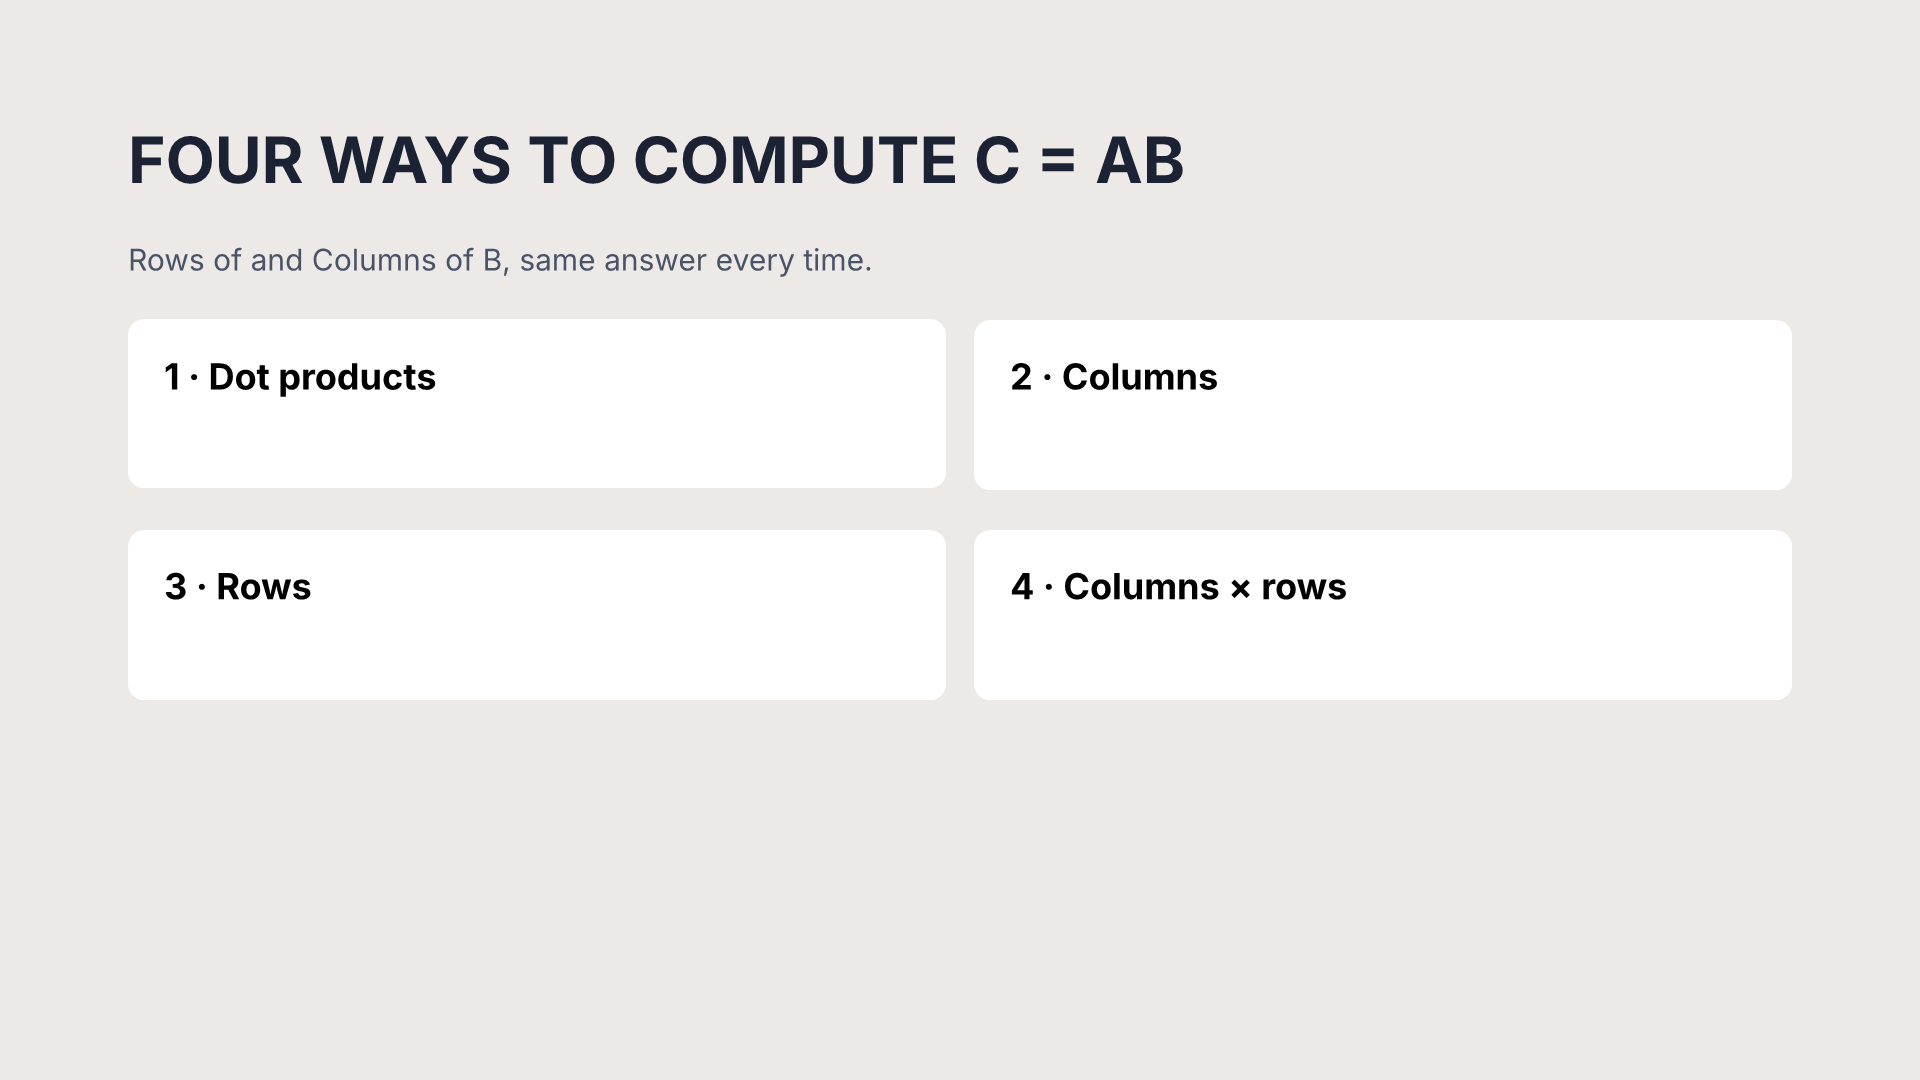 FOUR WAYS TO COMPUTE C = AB
Rows of and Columns of B, same answer every time.
1 · Dot products
2 · Columns
3 · Rows
4 · Columns × rows